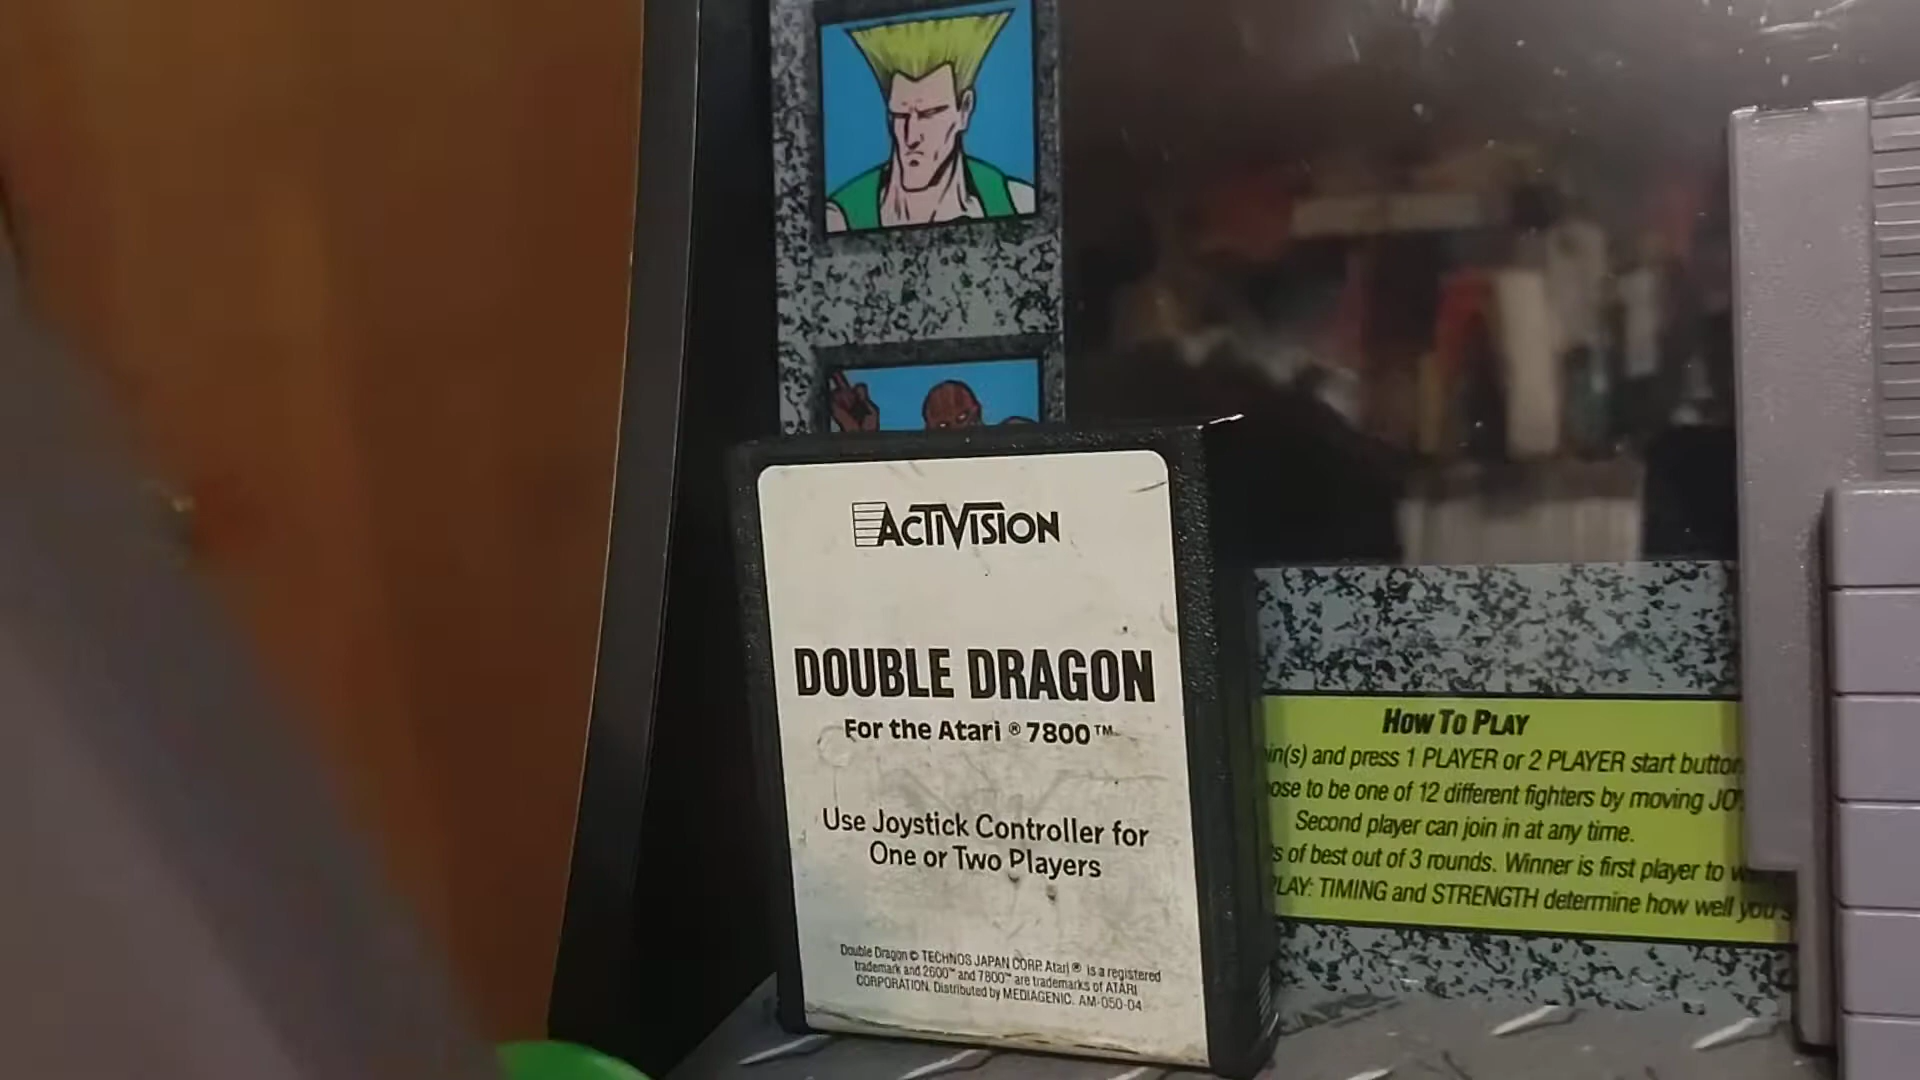 ACTIVISION
DOUBLE DRAGON
For the Atari ® 7800™
Use Joystick Controller for
One or Two Players
Double Dragon © TECHNOS JAPAN CORP. Atari ® is a registered
trademark and 2600™ and 7800™ are trademarks of ATARI
CORPORATION. Distributed by MEDIAGENIC. AM-050-04
HOW TO PLAY
and press 1 PLAYER or 2 PLAYER start button
to be one of 12 different fighters by moving
Second player can join in at any time.
of best out of 3 rounds. Winner is first player to
PLAY: TIMING and STRENGTH determine how well you